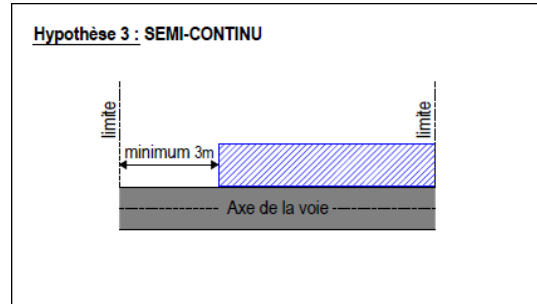 Hypothèse 3 : SEMI-CONTINU
limite
limite
minimum 3m
Axe de la voie